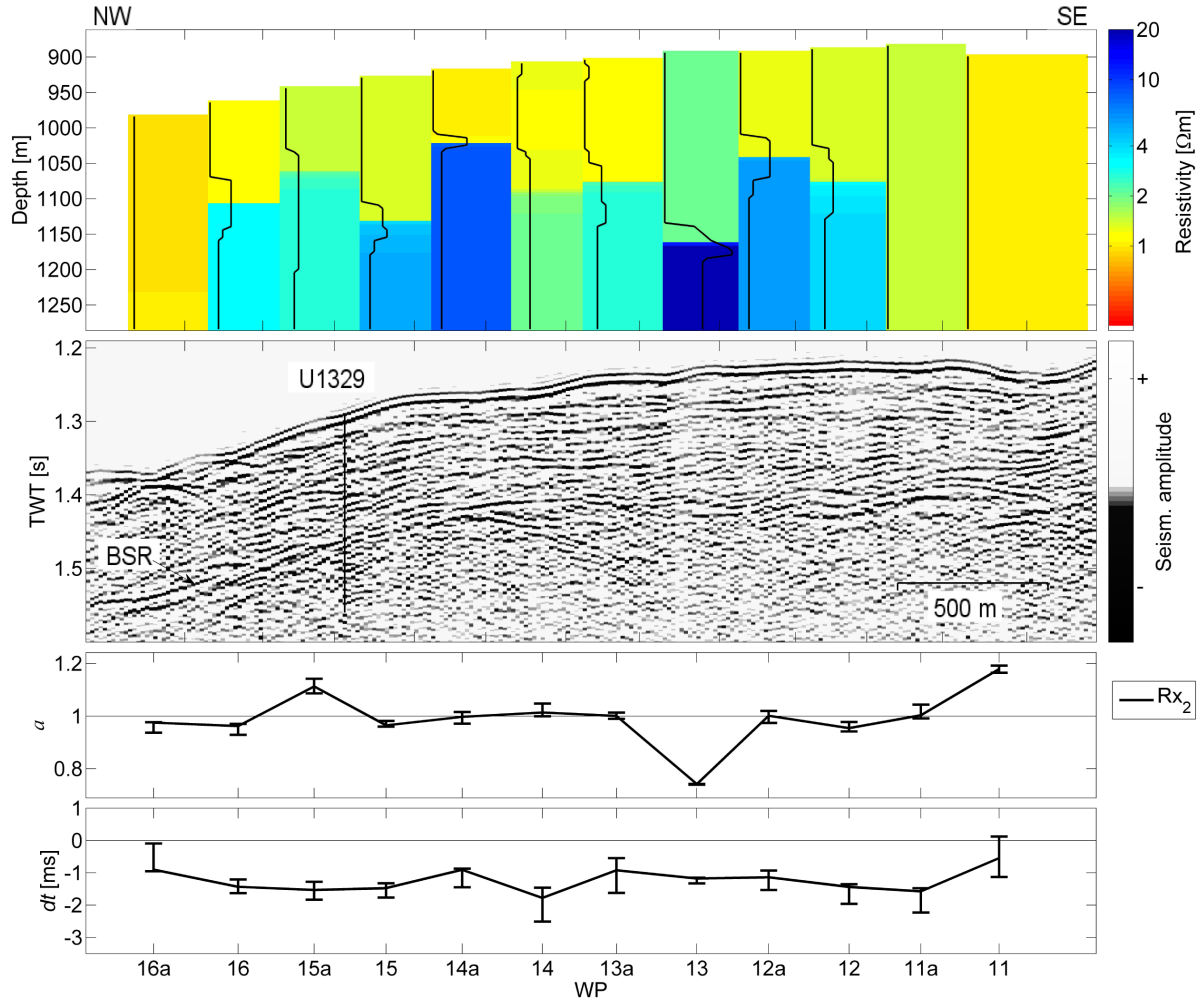 NW SE
900
950
1000
1050
1100
1150
1200
1250
Depth [m]
20
10
4
2
1
Resistivity [Ωm]
1.2
1.3
1.4
1.5
TWT [s]
U1329
BSR
500 m
+
-
Seism. amplitude
1.2
1
0.8
a
Rx2
1
0
-1
-2
-3
dt [ms]
16a 16 15a 15 14a 14 13a 13 12a 12 11a 11
WP